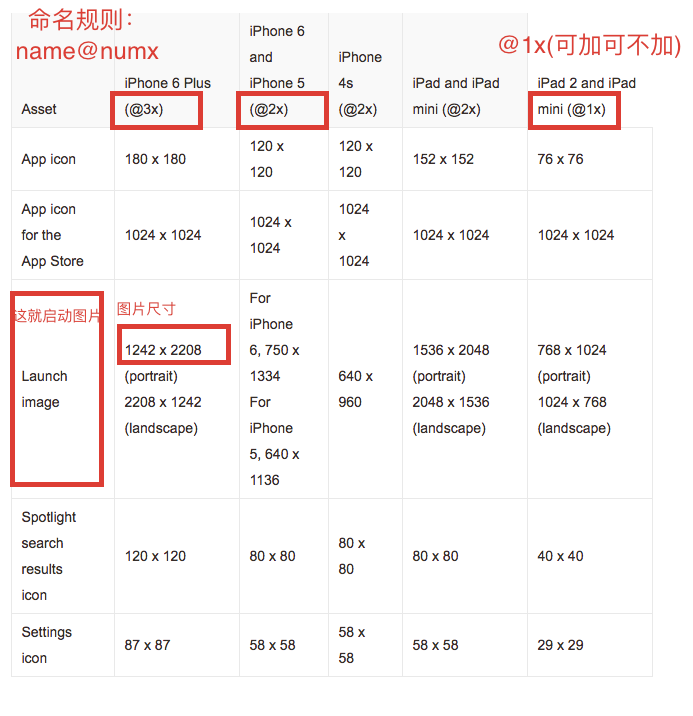 命名规则：
name@numx
@1x(可加可不加)
Asset
iPhone 6 Plus
(@3x)
iPhone 6
and
iPhone 5
(@2x)
iPhone
4s
(@2x)
iPad and iPad
mini (@2x)
iPad 2 and iPad
mini (@1x)
App icon
180 x 180
120 x
120
120 x
120
152 x 152
76 x 76
App icon
for the
App Store
1024 x 1024
1024 x
1024
1024
x
1024
1024 x 1024
1024 x 1024
这就启动图片
Launch
image
图片尺寸
1242 x 2208
(portrait)
2208 x 1242
(landscape)
For
iPhone
6, 750 x
1334
For
iPhone
5, 640 x
1136
640 x
960
1536 x 2048
(portrait)
2048 x 1536
(landscape)
768 x 1024
(portrait)
1024 x 768
(landscape)
Spotlight
search
results
icon
120 x 120
80 x 80
80 x
80
80 x 80
40 x 40
Settings
icon
87 x 87
58 x 58
58 x
58
58 x 58
29 x 29